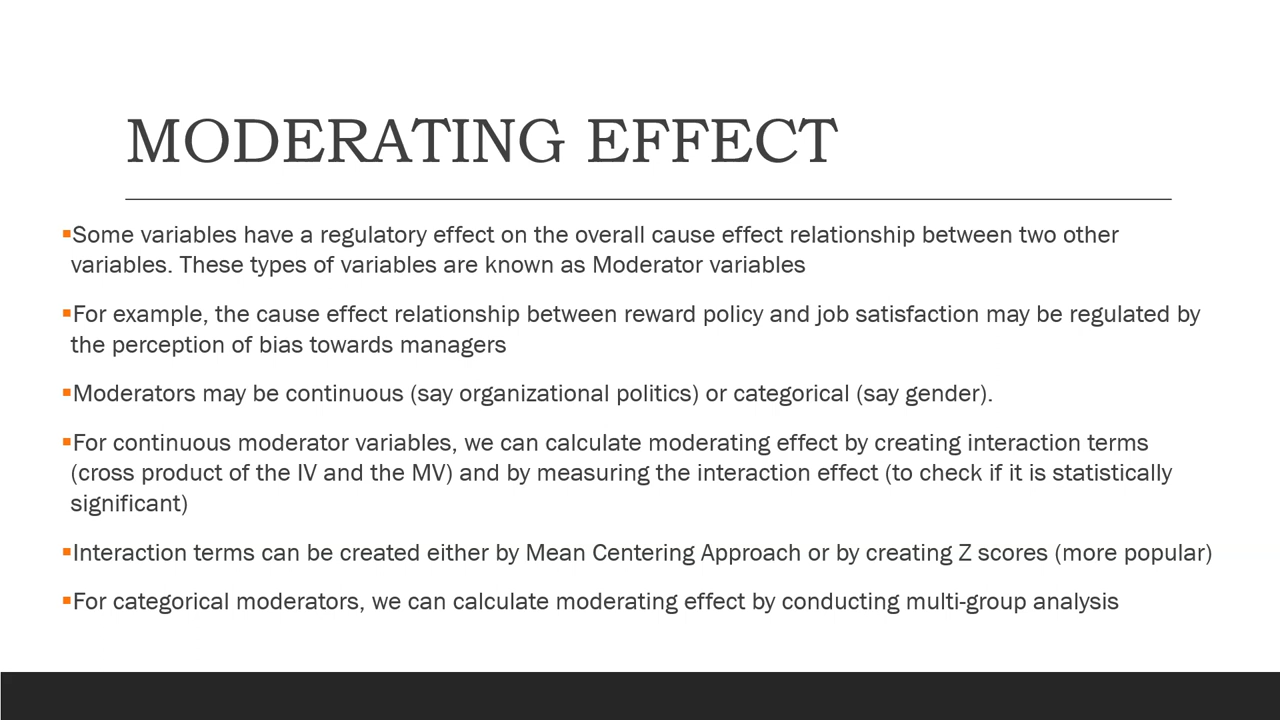 MODERATING EFFECT
▪Some variables have a regulatory effect on the overall cause effect relationship between two other
variables. These types of variables are known as Moderator variables
▪For example, the cause effect relationship between reward policy and job satisfaction may be regulated by
the perception of bias towards managers
▪Moderators may be continuous (say organizational politics) or categorical (say gender).
▪For continuous moderator variables, we can calculate moderating effect by creating interaction terms
(cross product of the IV and the MV) and by measuring the interaction effect (to check if it is statistically
significant)
▪Interaction terms can be created either by Mean Centering Approach or by creating Z scores (more popular)
▪For categorical moderators, we can calculate moderating effect by conducting multi-group analysis